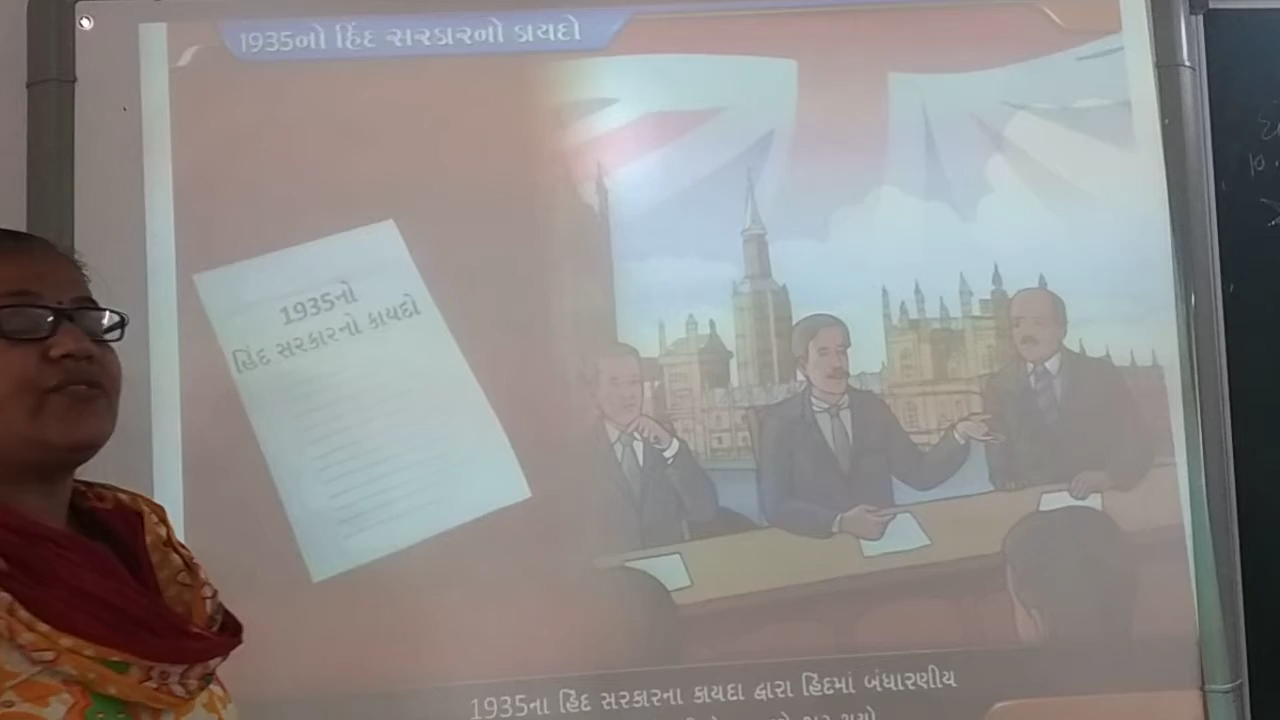 1935નો હિંદ સરકારનો કાયદો
1935નો
હિંદ સરકારનો કાયદો
1935ના હિંદ સરકારના કાયદા દ્વારા હિંદમાં બંધારણીય